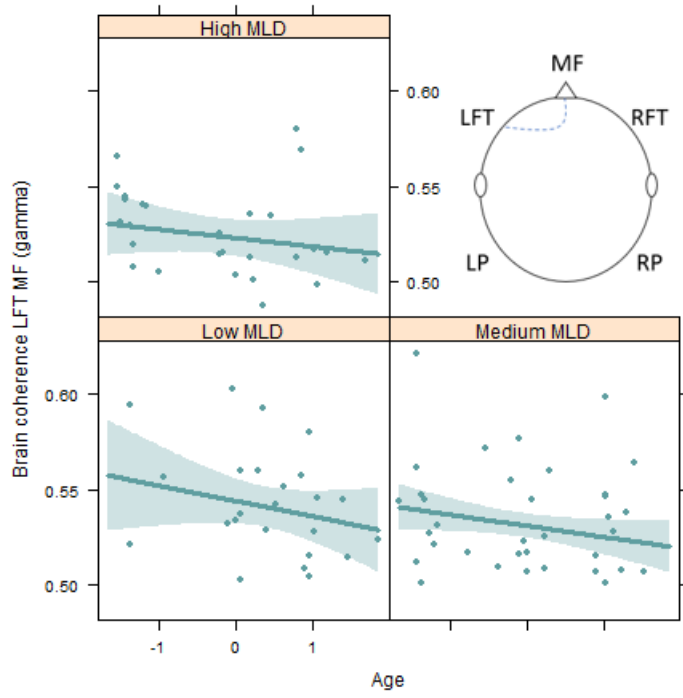 High MLD
MF
LFT
RFT
LP
RP
0.60
0.55
0.50
Low MLD
Medium MLD
0.60
0.55
0.50
-1
0
1
Age
Brain coherence LFT MF (gamma)